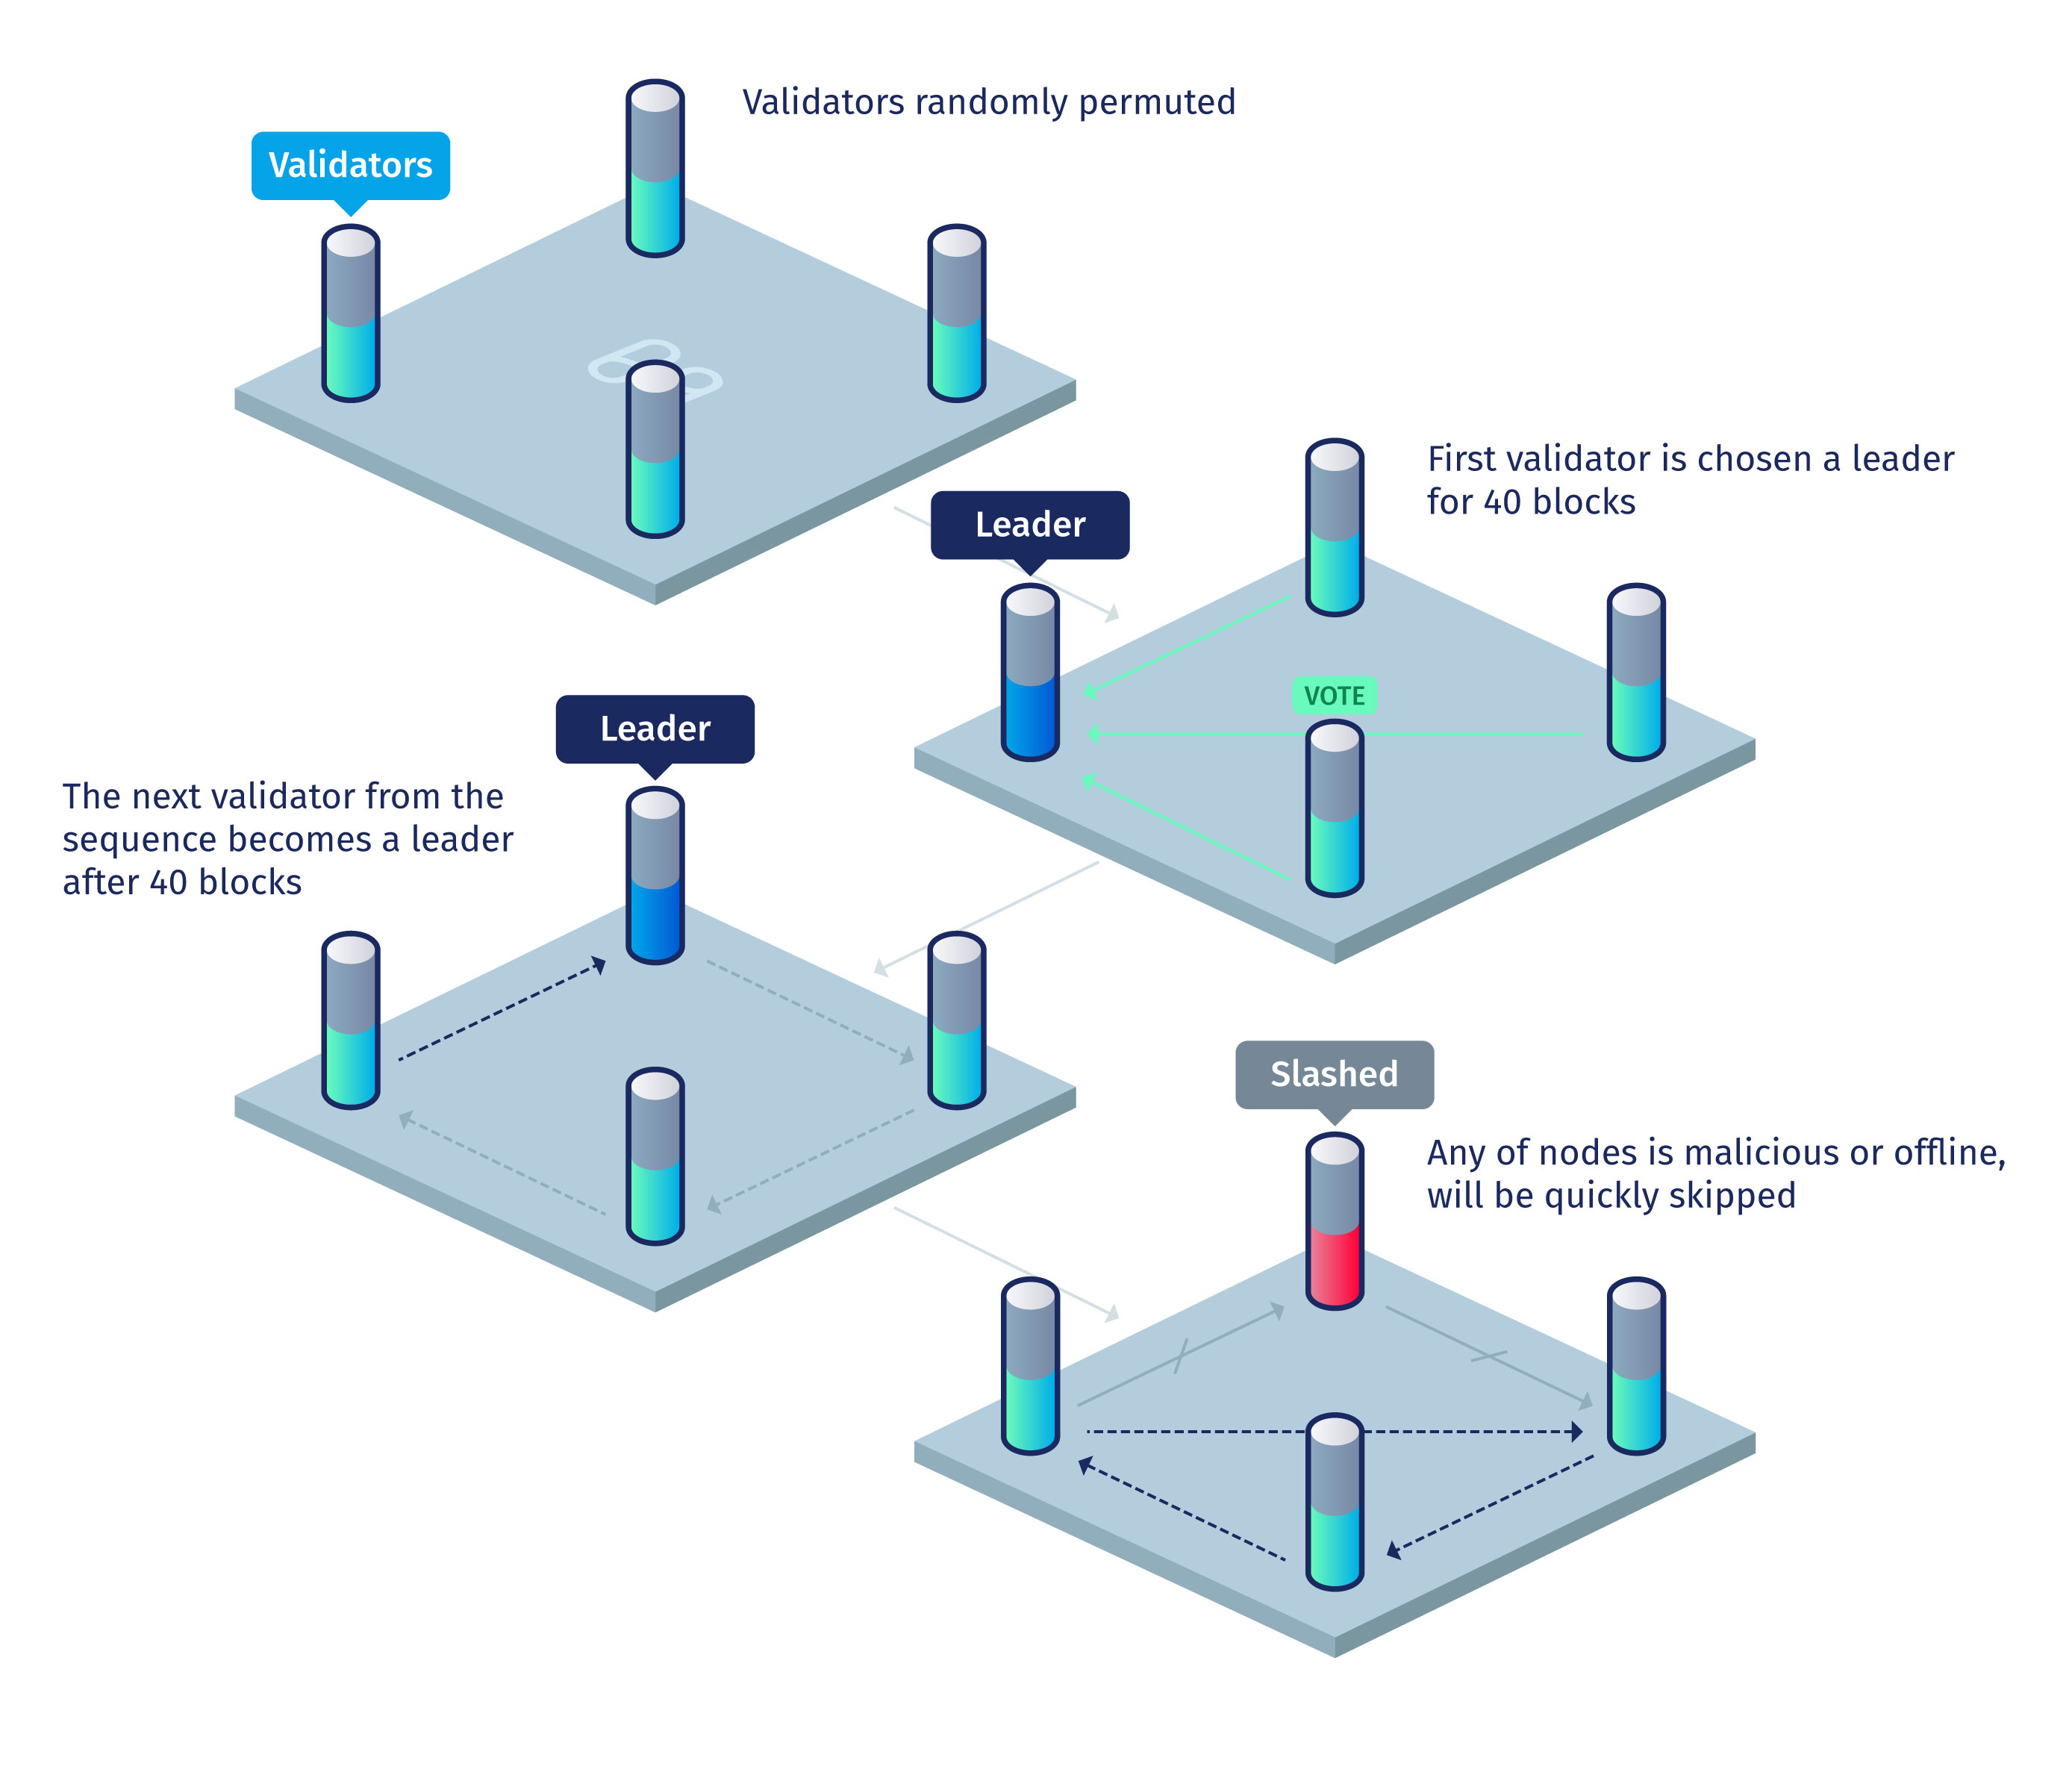 Validators randomly permuted
Validators
First validator is chosen a leader
for 40 blocks
Leader
VOTE
Leader
The next validator from the
sequence becomes a leader
after 40 blocks
Slashed
Any of nodes is malicious or offline,
will be quickly skipped